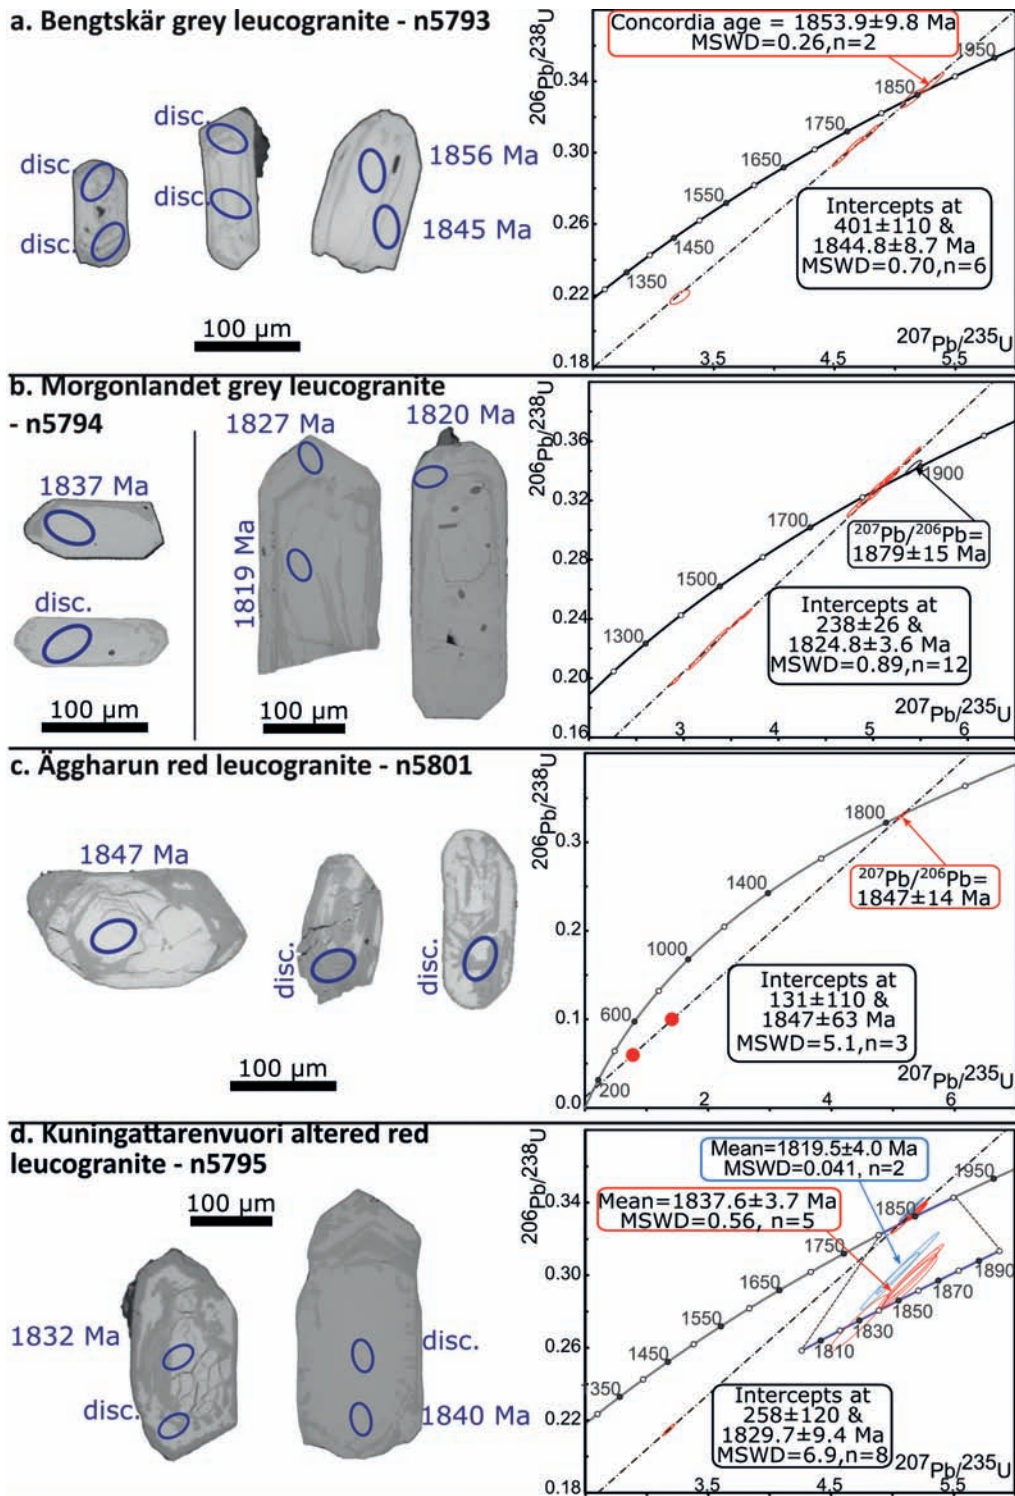 a. Bengtskär grey leucogranite - n5793
disc.
disc.
disc.
disc.
1856 Ma
1845 Ma
100 µm
206Pb/238U
Concordia age = 1853.9±9.8 Ma
MSWD=0.26,n=2
1950
1850
1750
1650
1550
1450
1350
0.34
0.30
0.26
0.22
0.18
Intercepts at
401±110 &
1844.8±8.7 Ma
MSWD=0.70,n=6
207Pb/235U
3.5
4.5
5.5
b. Morgonlandet grey leucogranite
- n5794
1837 Ma
disc.
100 µm
1827 Ma
1819 Ma
1820 Ma
100 µm
206Pb/238U
0.36
0.32
0.28
0.24
0.20
0.16
1900
1700
1500
1300
207Pb/206Pb=
1879±15 Ma
Intercepts at
238±26 &
1824.8±3.6 Ma
MSWD=0.89,n=12
207Pb/235U
3
4
5
6
c. Äggharun red leucogranite - n5801
1847 Ma
disc.
disc.
100 µm
206Pb/238U
0.3
0.2
0.1
0.0
1800
1400
1000
600
200
207Pb/206Pb=
1847±14 Ma
Intercepts at
131±110 &
1847±63 Ma
MSWD=5.1,n=3
207Pb/235U
2
4
6
d. Kuningattarenvuori altered red
leucogranite - n5795
100 µm
1832 Ma
disc.
disc.
1840 Ma
206Pb/238U
Mean=1819.5±4.0 Ma
MSWD=0.041, n=2
Mean=1837.6±3.7 Ma
MSWD=0.56, n=5
1950
1850
1750
1650
1550
1450
350
1890
1870
1850
1830
1810
0.34
0.30
0.26
0.22
0.18
Intercepts at
258±120 &
1829.7±9.4 Ma
MSWD=6.9,n=8
207Pb/235U
3.5
4.5
5.5